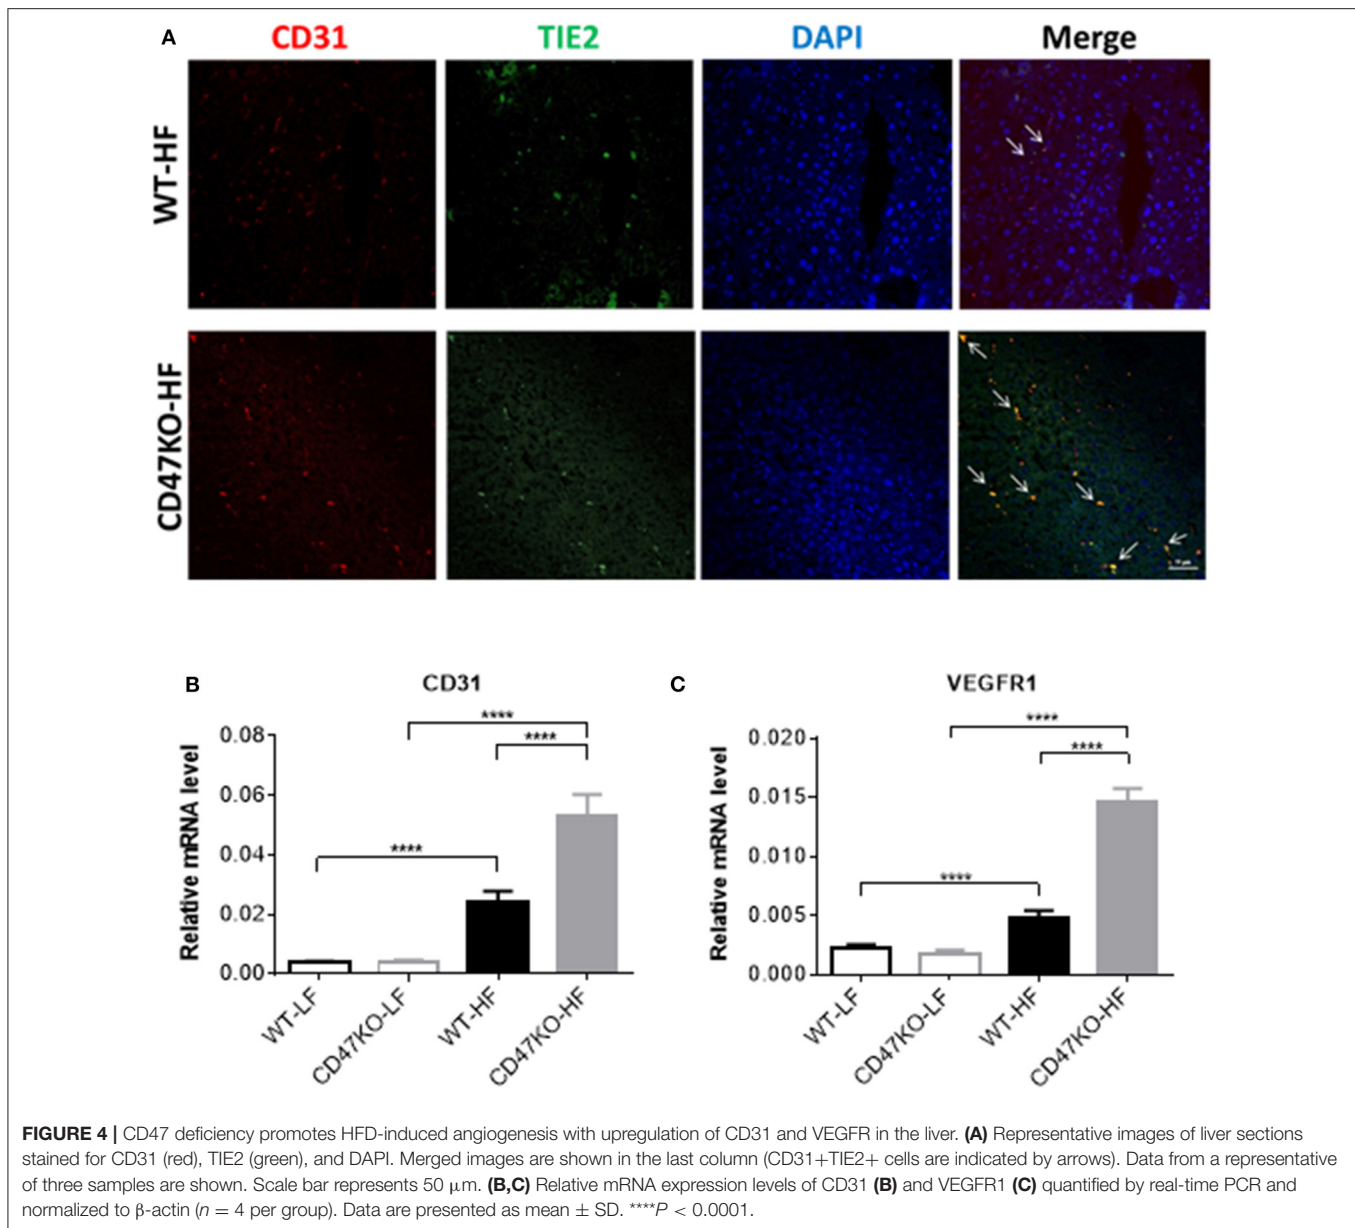 A
CD31
TIE2
DAPI
Merge
WT-HF
CD47KO-HF
B
CD31
Relative mRNA level
0.08
0.06
0.04
0.02
0.00
****
****
****
WT-LF
CD47KO-LF
WT-HF
CD47KO-HF
C
VEGFR1
Relative mRNA level
0.020
0.015
0.010
0.005
0.000
****
****
****
WT-LF
CD47KO-LF
WT-HF
CD47KO-HF
FIGURE 4 | CD47 deficiency promotes HFD-induced angiogenesis with upregulation of CD31 and VEGFR in the liver. (A) Representative images of liver sections
stained for CD31 (red), TIE2 (green), and DAPI. Merged images are shown in the last column (CD31+TIE2+ cells are indicated by arrows). Data from a representative
of three samples are shown. Scale bar represents 50 μm. (B,C) Relative mRNA expression levels of CD31 (B) and VEGFR1 (C) quantified by real-time PCR and
normalized to β-actin (n = 4 per group). Data are presented as mean ± SD. ****P < 0.0001.